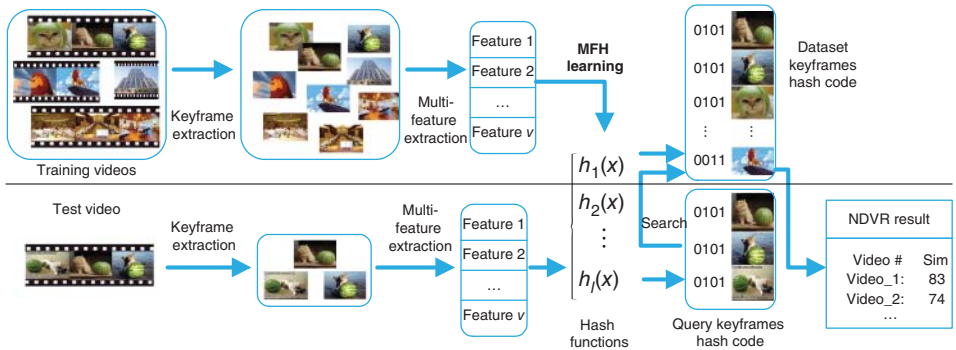 Training videos
Keyframe
extraction
Multi-
feature
extraction
Feature 1
Feature 2
...
Feature v
MFH
learning
0101
0101
0101
⋮ ⋮
0011
Dataset
keyframes
hash code
h1(x)
h2(x)
⋮
hl(x)
Hash
functions
Test video
Keyframe
extraction
Multi-
feature
extraction
Feature 1
Feature 2
...
Feature v
Search
0101
0101
0101
Query keyframes
hash code
NDVR result
Video # Sim
Video_1: 83
Video_2: 74
...